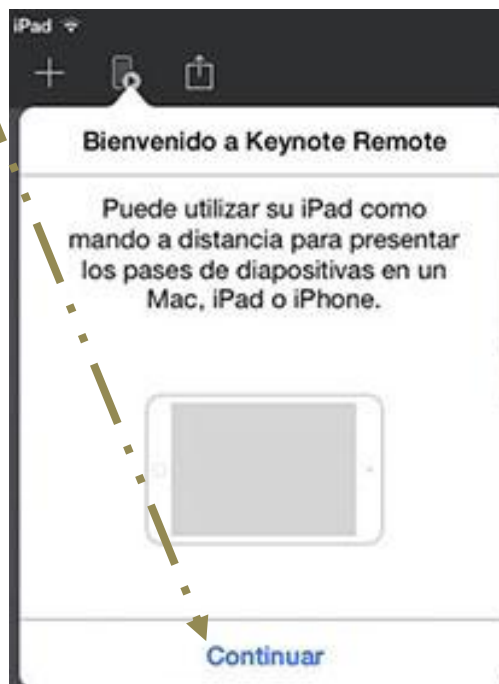 iPad
Bienvenido a Keynote Remote
Puede utilizar su iPad como
mando a distancia para presentar
los pases de diapositivas en un
Mac, iPad o iPhone.
Continuar